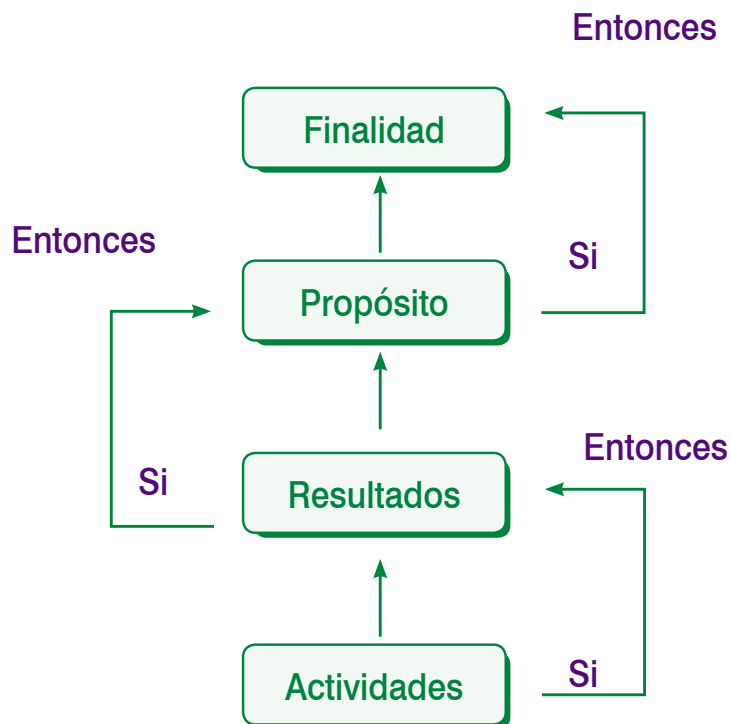 Entonces
Finalidad
Entonces
Si
Propósito
Entonces
Si
Resultados
Si
Actividades